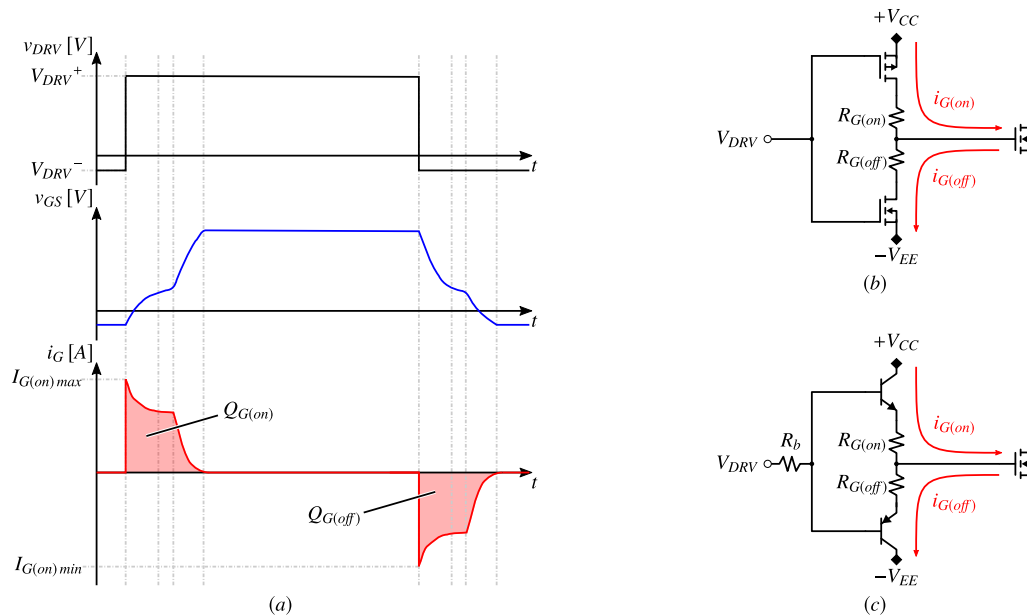 v_DRV [V]
V_DRV⁺
V_DRV⁻
t
v_GS [V]
t
i_G [A]
I_G(on) max
Q_G(on)
t
Q_G(off)
I_G(on) min
(a)
+V_CC
i_G(on)
R_G(on)
V_DRV
R_G(off)
i_G(off)
−V_EE
(b)
+V_CC
i_G(on)
R_b
R_G(on)
V_DRV
R_G(off)
i_G(off)
−V_EE
(c)